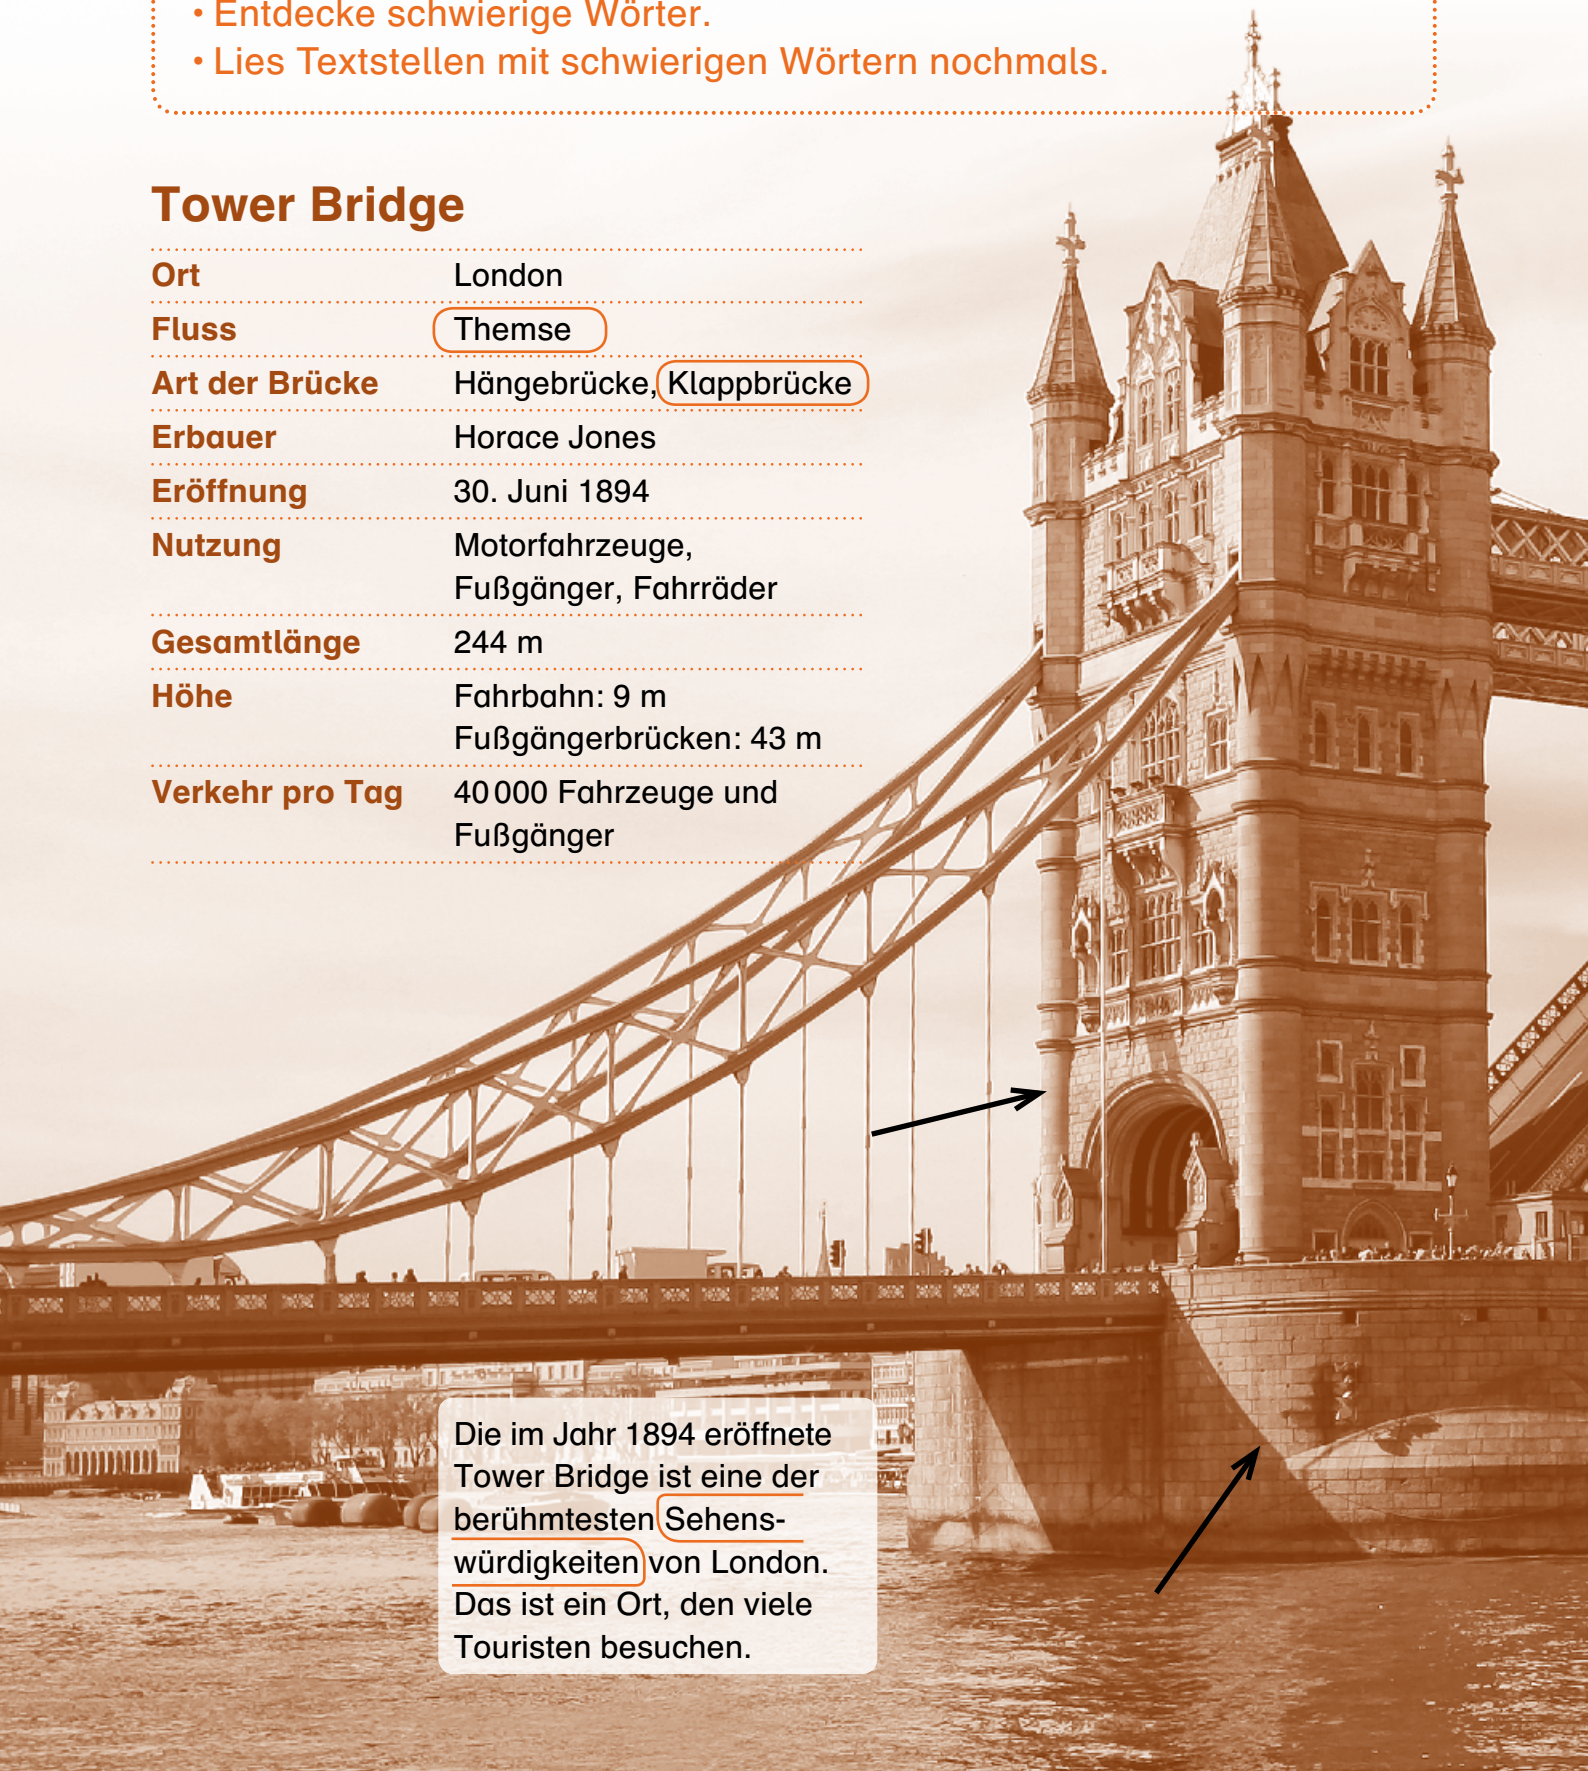 • Entdecke schwierige Wörter.
• Lies Textstellen mit schwierigen Wörtern nochmals.
Tower Bridge
Ort London
Fluss Themse
Art der Brücke Hängebrücke, Klappbrücke
Erbauer Horace Jones
Eröffnung 30. Juni 1894
Nutzung Motorfahrzeuge,
Fußgänger, Fahrräder
Gesamtlänge 244 m
Höhe Fahrbahn: 9 m
Fußgängerbrücken: 43 m
Verkehr pro Tag 40 000 Fahrzeuge und
Fußgänger
Die im Jahr 1894 eröffnete
Tower Bridge ist eine der
berühmtesten Sehens-
würdigkeiten von London.
Das ist ein Ort, den viele
Touristen besuchen.